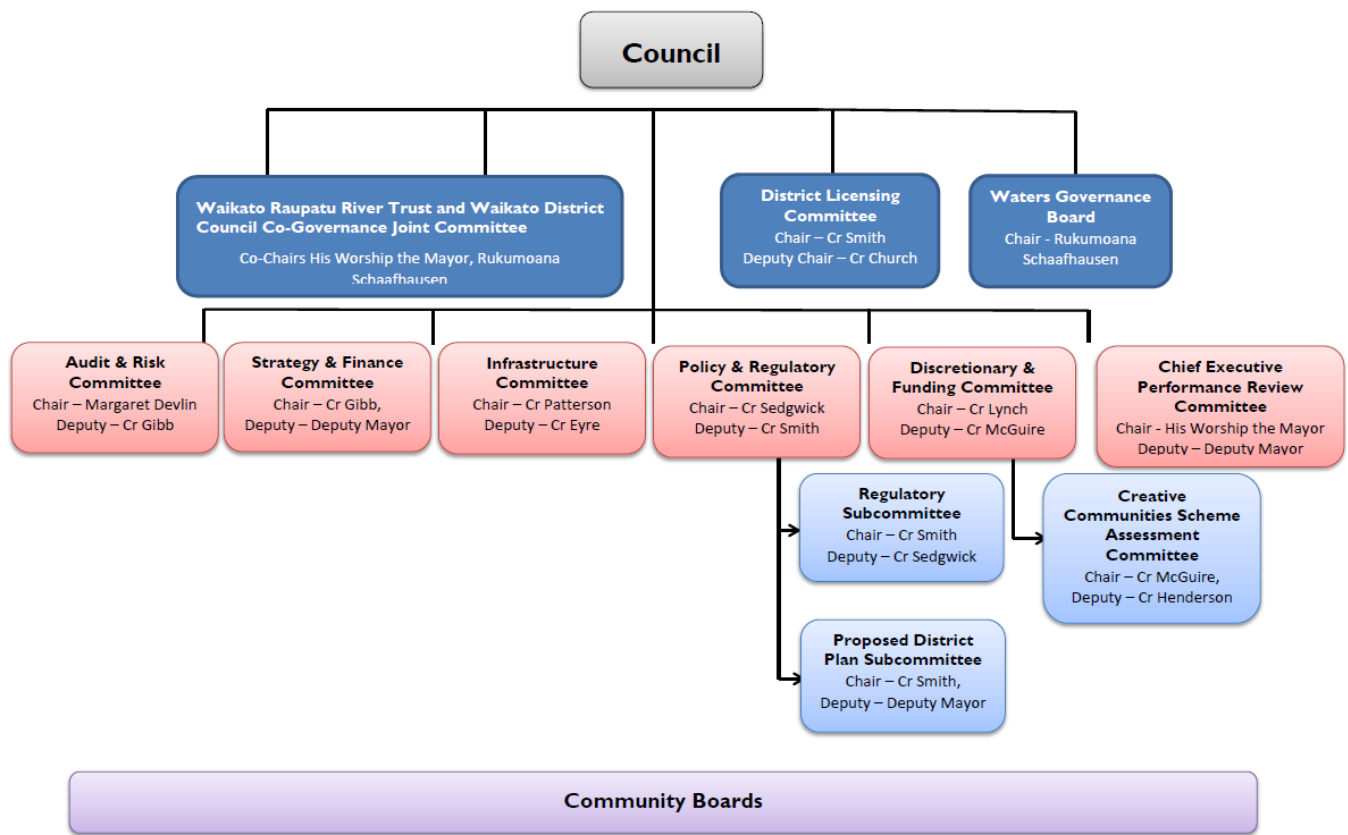 Council
Waikato Raupatu River Trust and Waikato District
Council Co-Governance Joint Committee
Co-Chairs His Worship the Mayor, Rukumoana
Schaafhausen
District Licensing
Committee
Chair – Cr Smith
Deputy Chair – Cr Church
Waters Governance
Board
Chair - Rukumoana
Schaafhausen
Audit & Risk
Committee
Chair – Margaret Devlin
Deputy – Cr Gibb
Strategy & Finance
Committee
Chair – Cr Gibb,
Deputy – Deputy Mayor
Infrastructure
Committee
Chair – Cr Patterson
Deputy – Cr Eyre
Policy & Regulatory
Committee
Chair – Cr Sedgwick
Deputy – Cr Smith
Discretionary &
Funding Committee
Chair – Cr Lynch
Deputy – Cr McGuire
Chief Executive
Performance Review
Committee
Chair - His Worship the Mayor
Deputy – Deputy Mayor
Regulatory
Subcommittee
Chair – Cr Smith
Deputy – Cr Sedgwick
Creative
Communities Scheme
Assessment
Committee
Chair – Cr McGuire,
Deputy – Cr Henderson
Proposed District
Plan Subcommittee
Chair – Cr Smith,
Deputy – Deputy Mayor
Community Boards